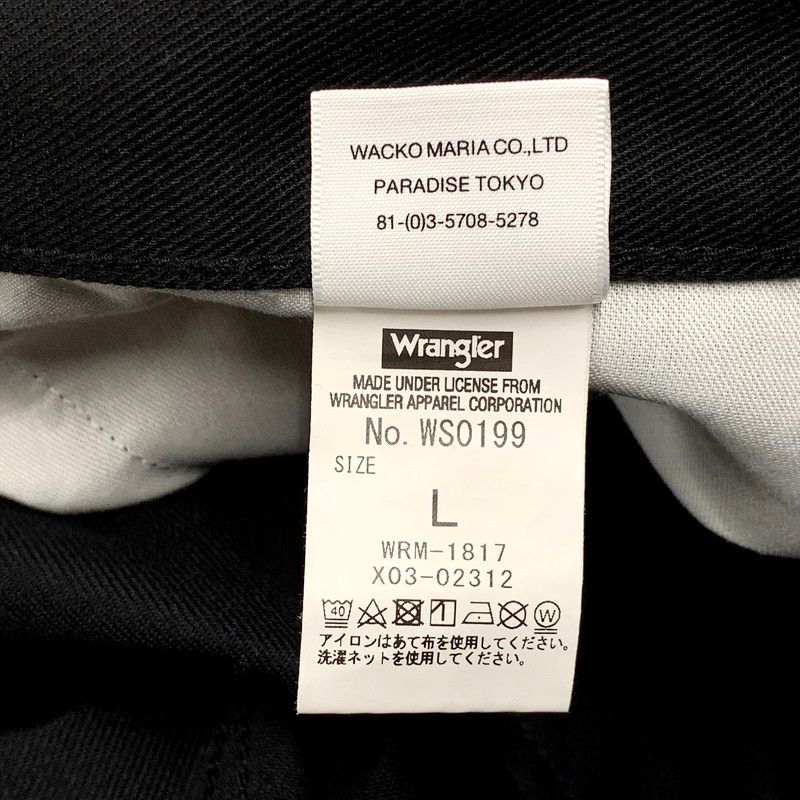 WACKO MARIA CO.,LTD
PARADISE TOKYO
81-(0)3-5708-5278
Wrangler
MADE UNDER LICENSE FROM
WRANGLER APPAREL CORPORATION
No. WS0199
SIZE
L
WRM-1817
X03-02312
40 W
アイロンはあて布を使用してください。
洗濯ネットを使用してください。